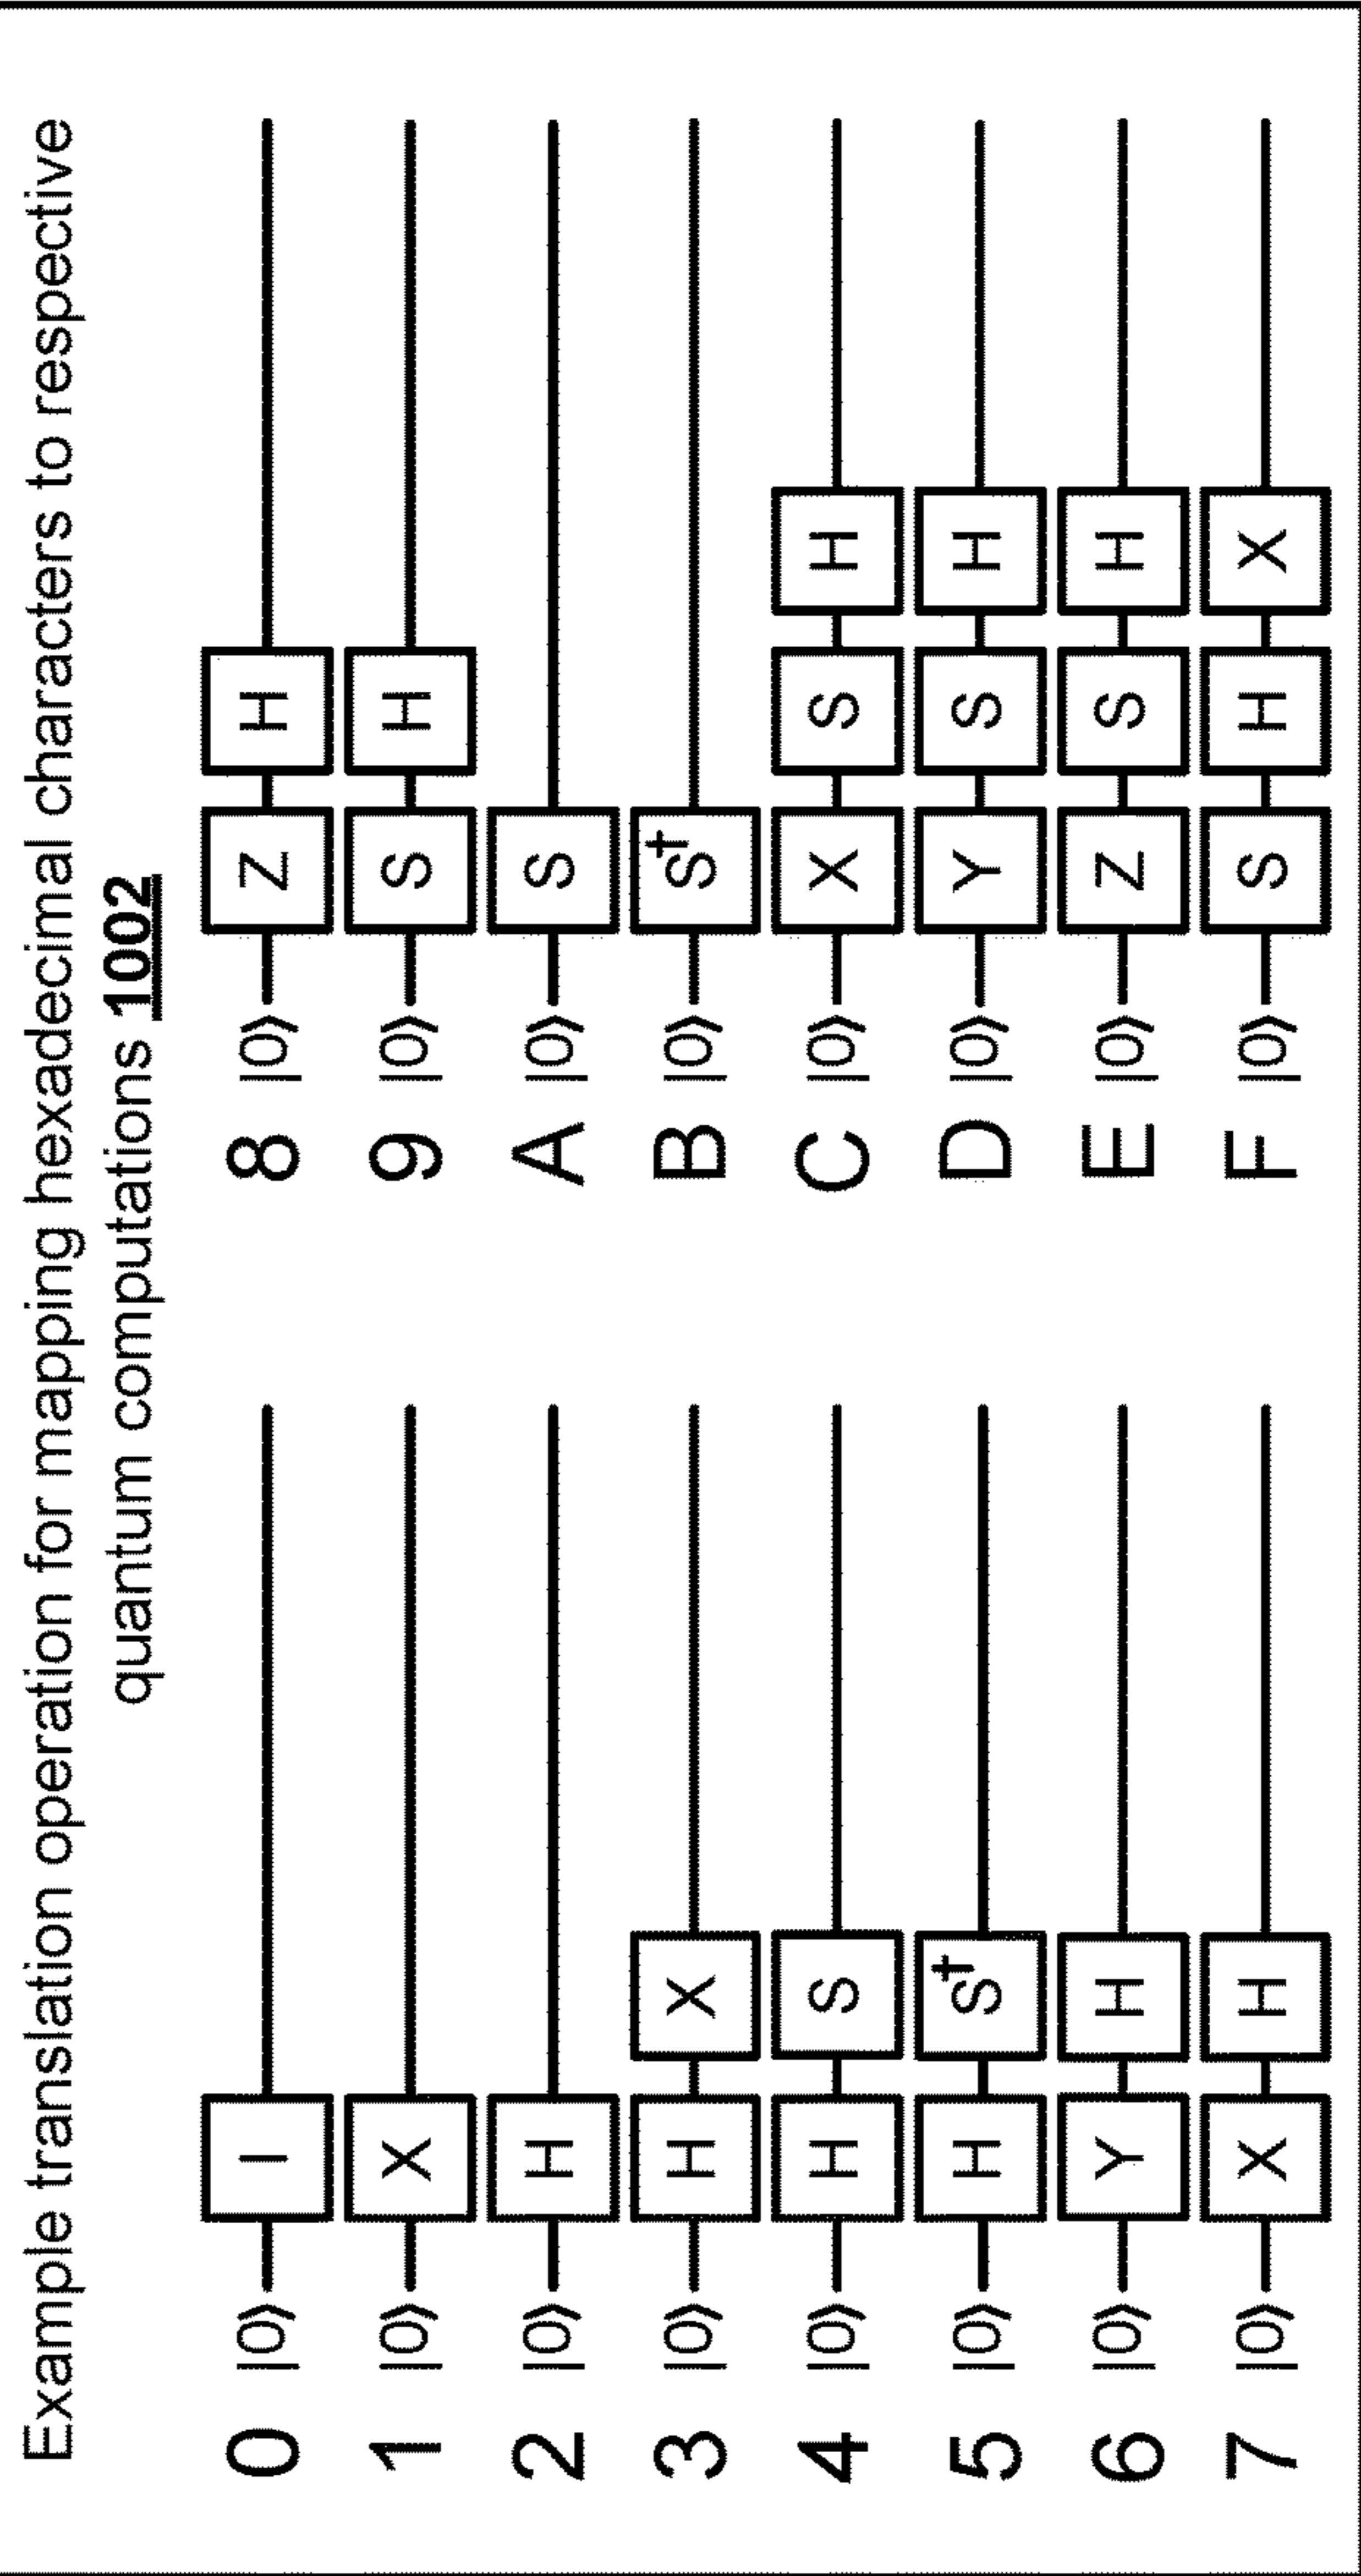 Example translation operation for mapping hexadecimal characters to respective
quantum computations 1002
0 |0⟩ I
1 |0⟩ X
2 |0⟩ H
3 |0⟩ H X
4 |0⟩ H S
5 |0⟩ H S†
6 |0⟩ Y H
7 |0⟩ X H
8 |0⟩ Z H
9 |0⟩ S H
A |0⟩ S
B |0⟩ S†
C |0⟩ X S H
D |0⟩ Y S H
E |0⟩ Z S H
F |0⟩ S H X